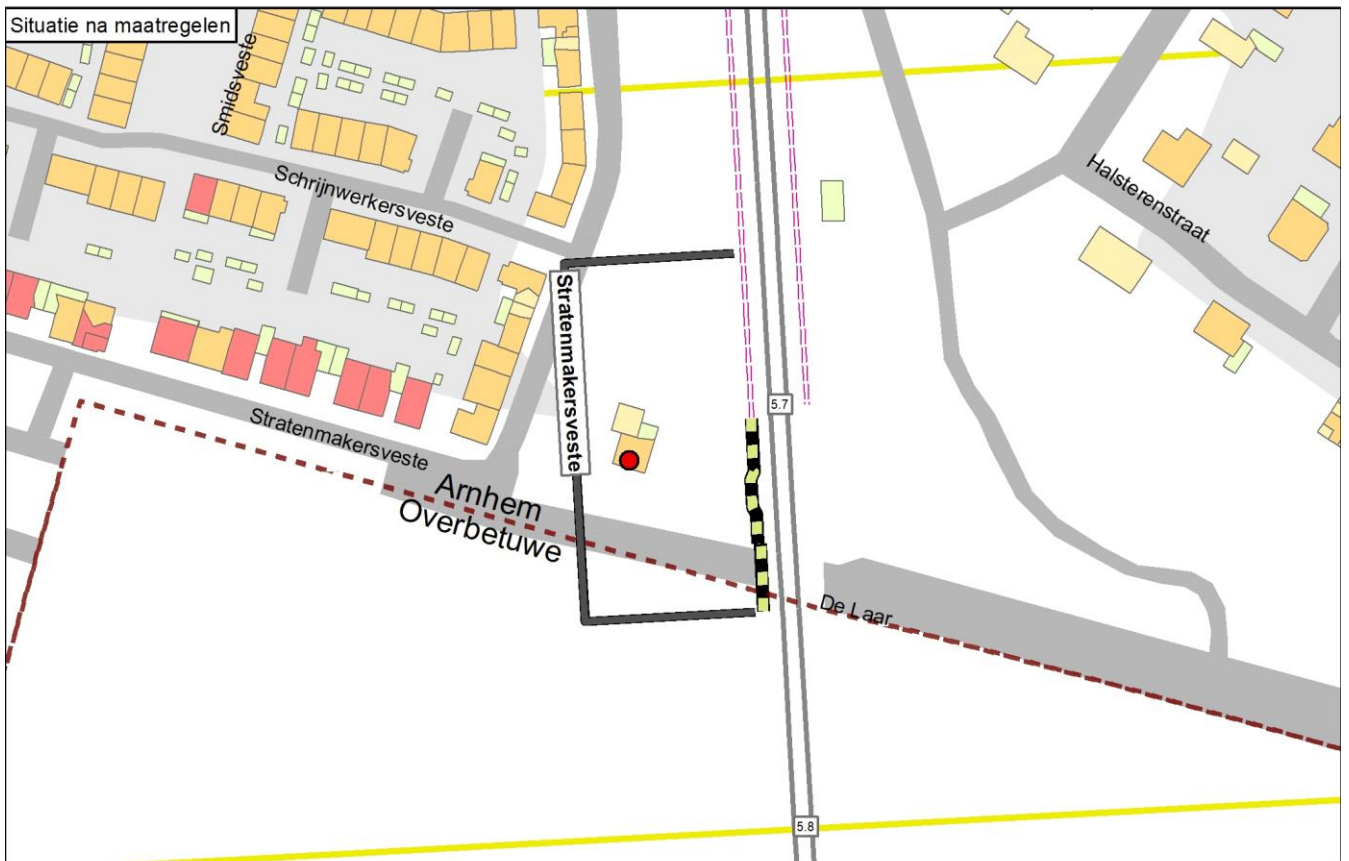 Situatie na maatregelen
Smidsveste
Schrijnwerkersveste
Halsterenstraat
Stratenmakersveste
5.7
Stratenmakersveste
Arnhem
Overbetuwe
De Laar
5.8